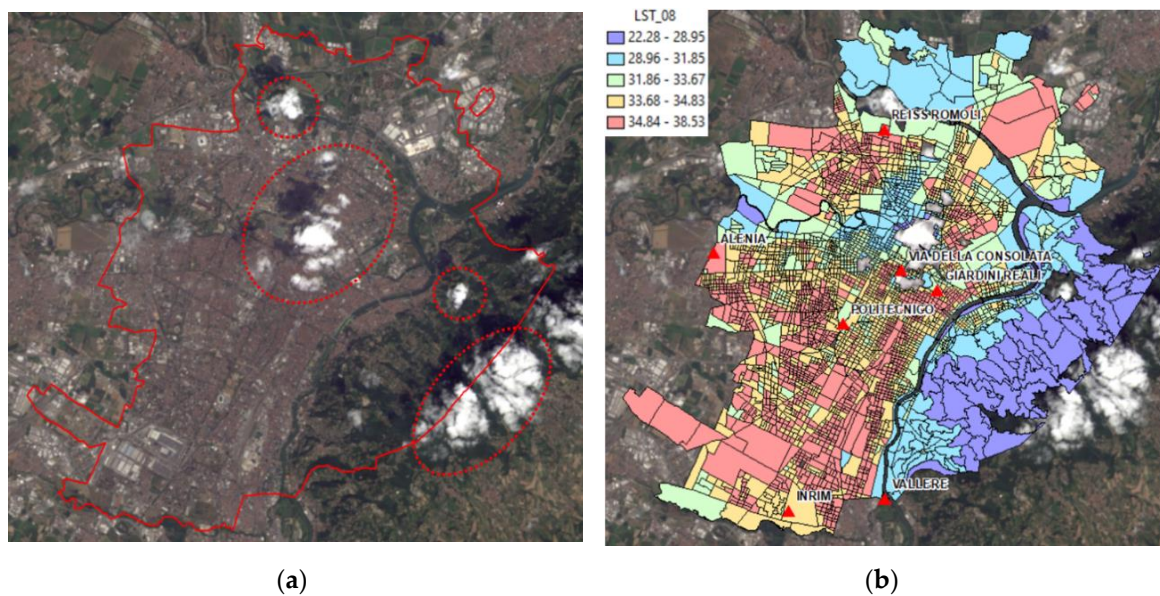 LST_08
22.28 - 28.95
28.96 - 31.85
31.86 - 33.67
33.68 - 34.83
34.84 - 38.53
REISS ROMOLI
ALENIA
VIA DELLA CONSOLATA
GIARDINI REALI
POLITECNIGO
INRIM
VALLERE
(a)
(b)